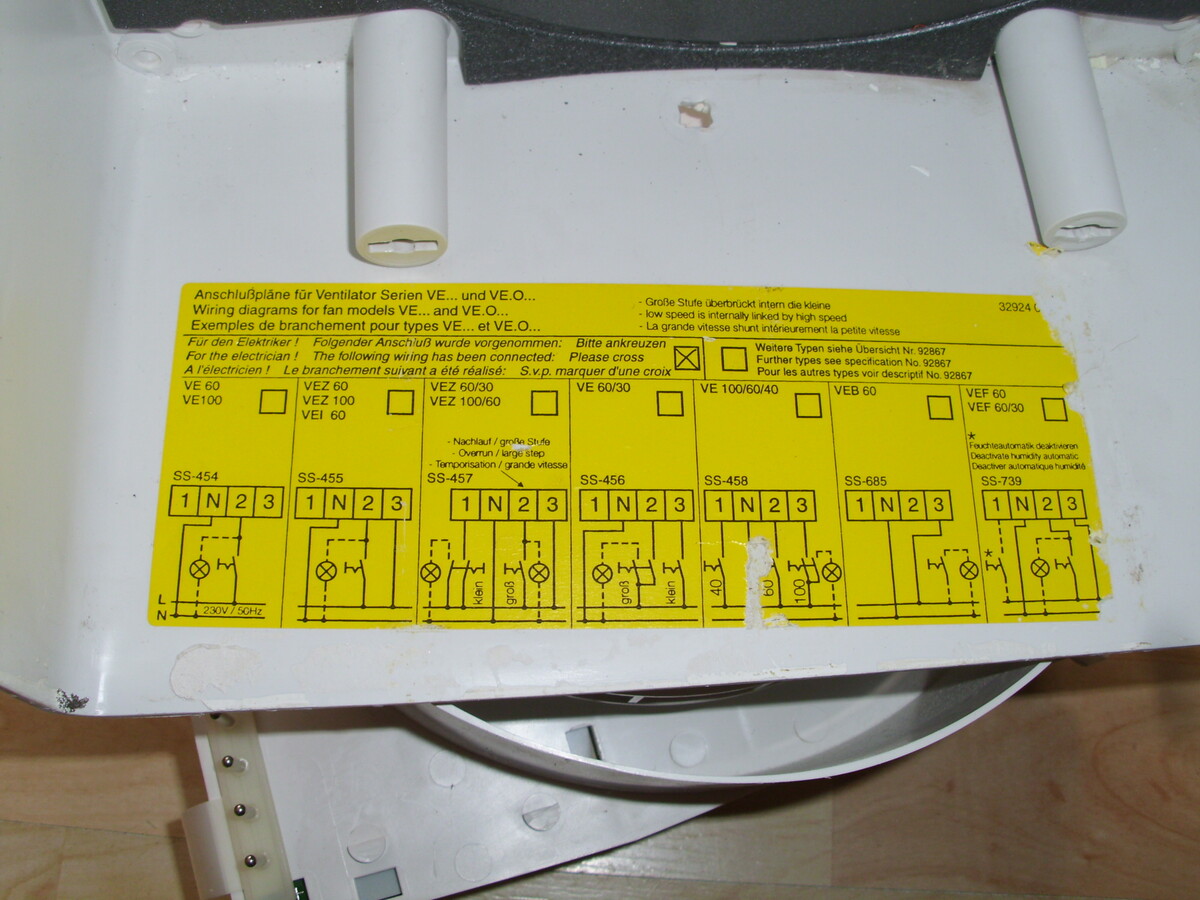 Anschlußpläne für Ventilator Serien VE... und VE.O...
Wiring diagrams for fan models VE... and VE.O...
Exemples de branchement pour types VE... et VE.O...
- Große Stufe überbrückt intern die kleine
- low speed is internally linked by high speed
- La grande vitesse shunt intérieurement la petite vitesse
32924
Für den Elektriker ! Folgender Anschluß wurde vorgenommen: Bitte ankreuzen
For the electrician ! The following wiring has been connected: Please cross
A l'électricien ! Le branchement suivant a été réalisé: S.v.p. marquer d'une croix
Weitere Typen siehe Übersicht Nr. 92867
Further types see specification No. 92867
Pour les autres types voir descriptif No. 92867
VE 60
VE100
SS-454
1 N 2 3
L
N
230V / 50Hz
VEZ 60
VEZ 100
VEI 60
SS-455
1 N 2 3
VEZ 60/30
VEZ 100/60
- Nachlauf / große Stufe
- Overrun / large step
- Temporisation / grande vitesse
SS-457
1 N 2 3
klein
groß
VE 60/30
SS-456
1 N 2 3
groß
klein
VE 100/60/40
SS-458
1 N 2 3
40
60
100
VEB 60
SS-685
1 N 2 3
VEF 60
VEF 60/30
*
Feuchteautomatik deaktivieren
Deactivate humidity automatic
Deactiver automatique humidité
SS-739
1 N 2 3
*